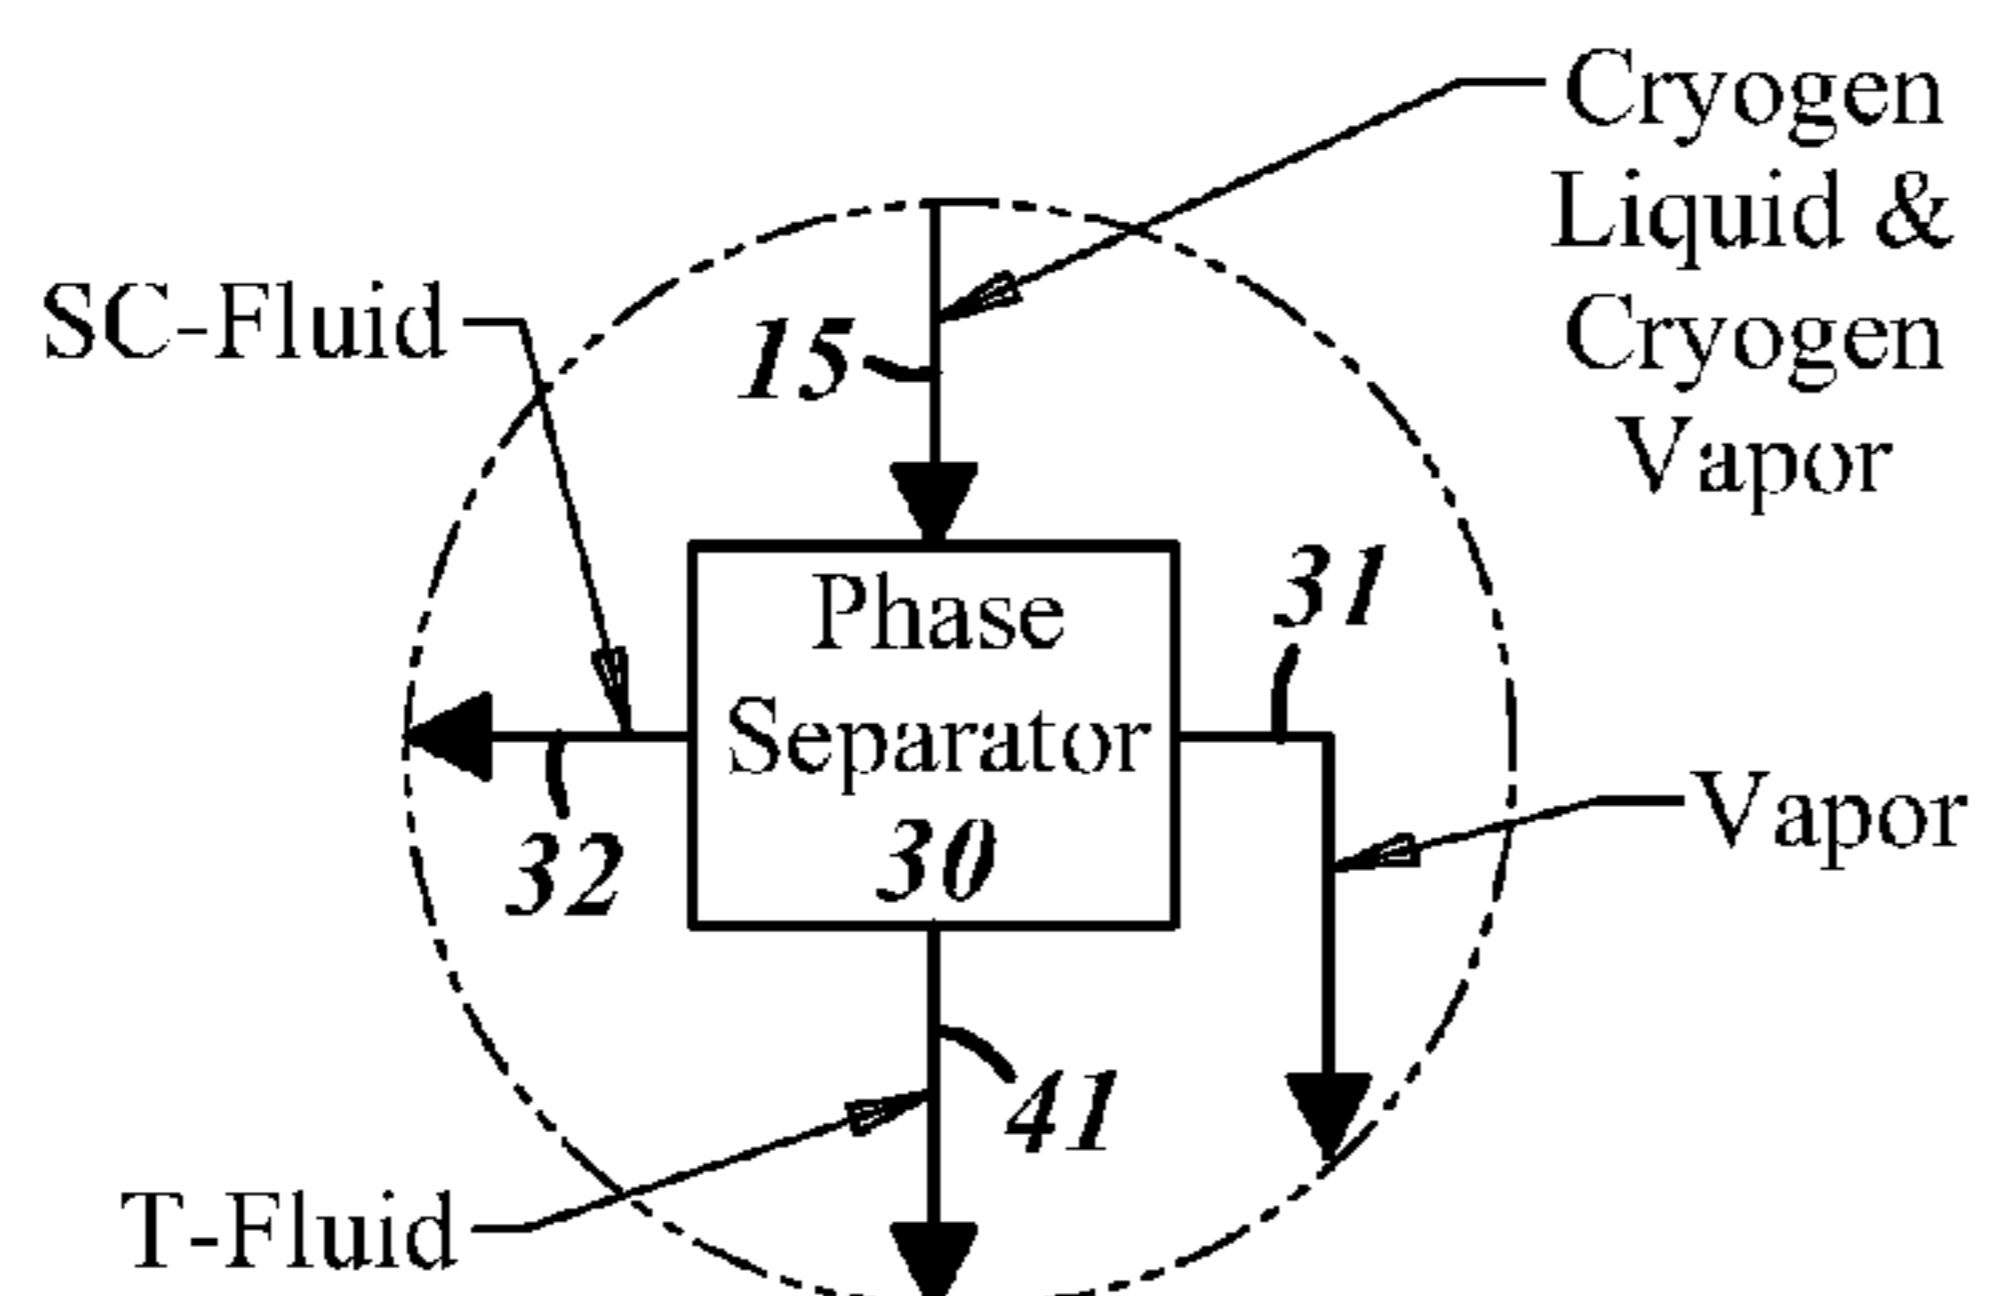 Cryogen
Liquid &
Cryogen
Vapor
SC-Fluid
15
31
Phase
Separator
30
32
Vapor
41
T-Fluid